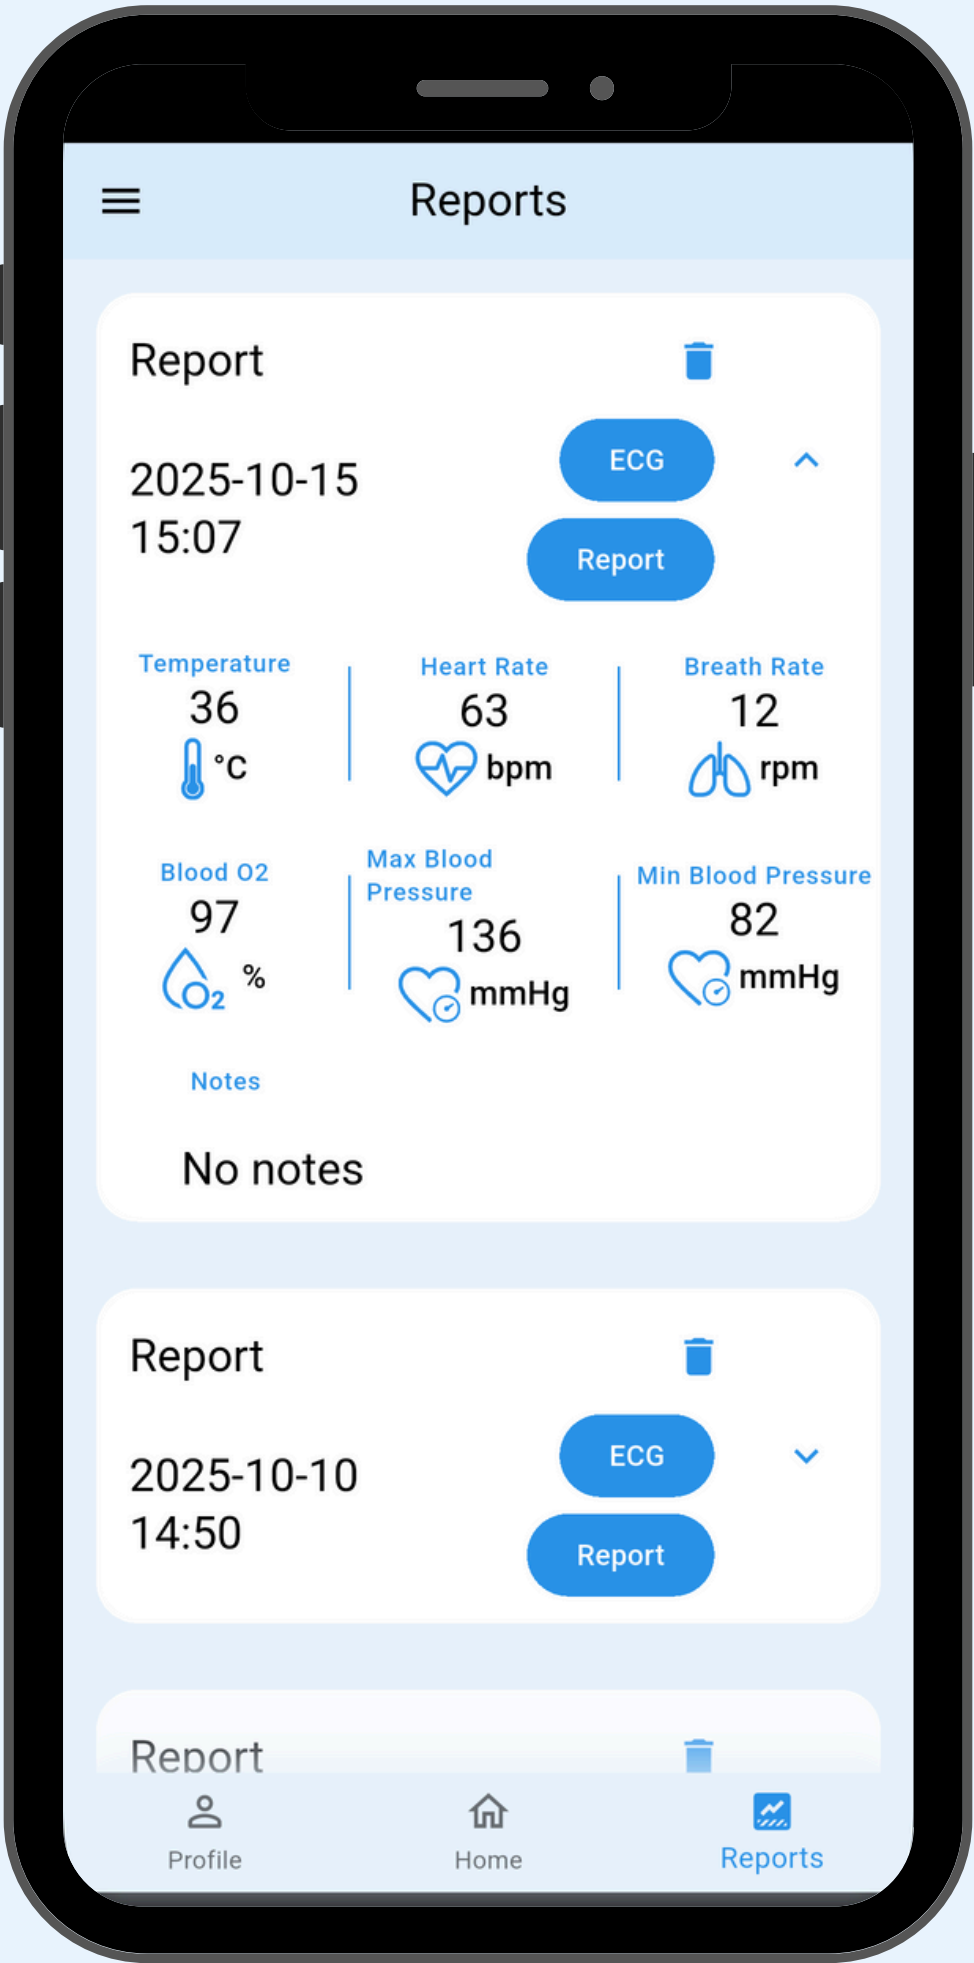 Reports
Report
2025-10-15
15:07
ECG
Report
Temperature
36
°C
Heart Rate
63
bpm
Breath Rate
12
rpm
Blood O2
97
O2
%
Max Blood
Pressure
136
mmHg
Min Blood Pressure
82
mmHg
Notes
No notes
Report
2025-10-10
14:50
ECG
Report
Report
Profile
Home
Reports